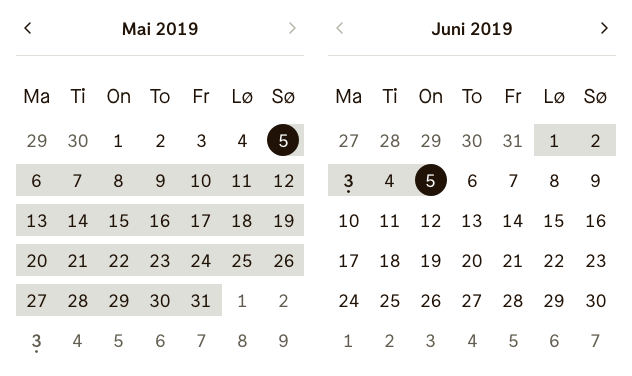 Mai 2019
Ma Ti On To Fr Lø Sø
29 30 1 2 3 4 5
6 7 8 9 10 11 12
13 14 15 16 17 18 19
20 21 22 23 24 25 26
27 28 29 30 31 1 2
3 4 5 6 7 8 9
Juni 2019
Ma Ti On To Fr Lø Sø
27 28 29 30 31 1 2
3 4 5 6 7 8 9
10 11 12 13 14 15 16
17 18 19 20 21 22 23
24 25 26 27 28 29 30
1 2 3 4 5 6 7